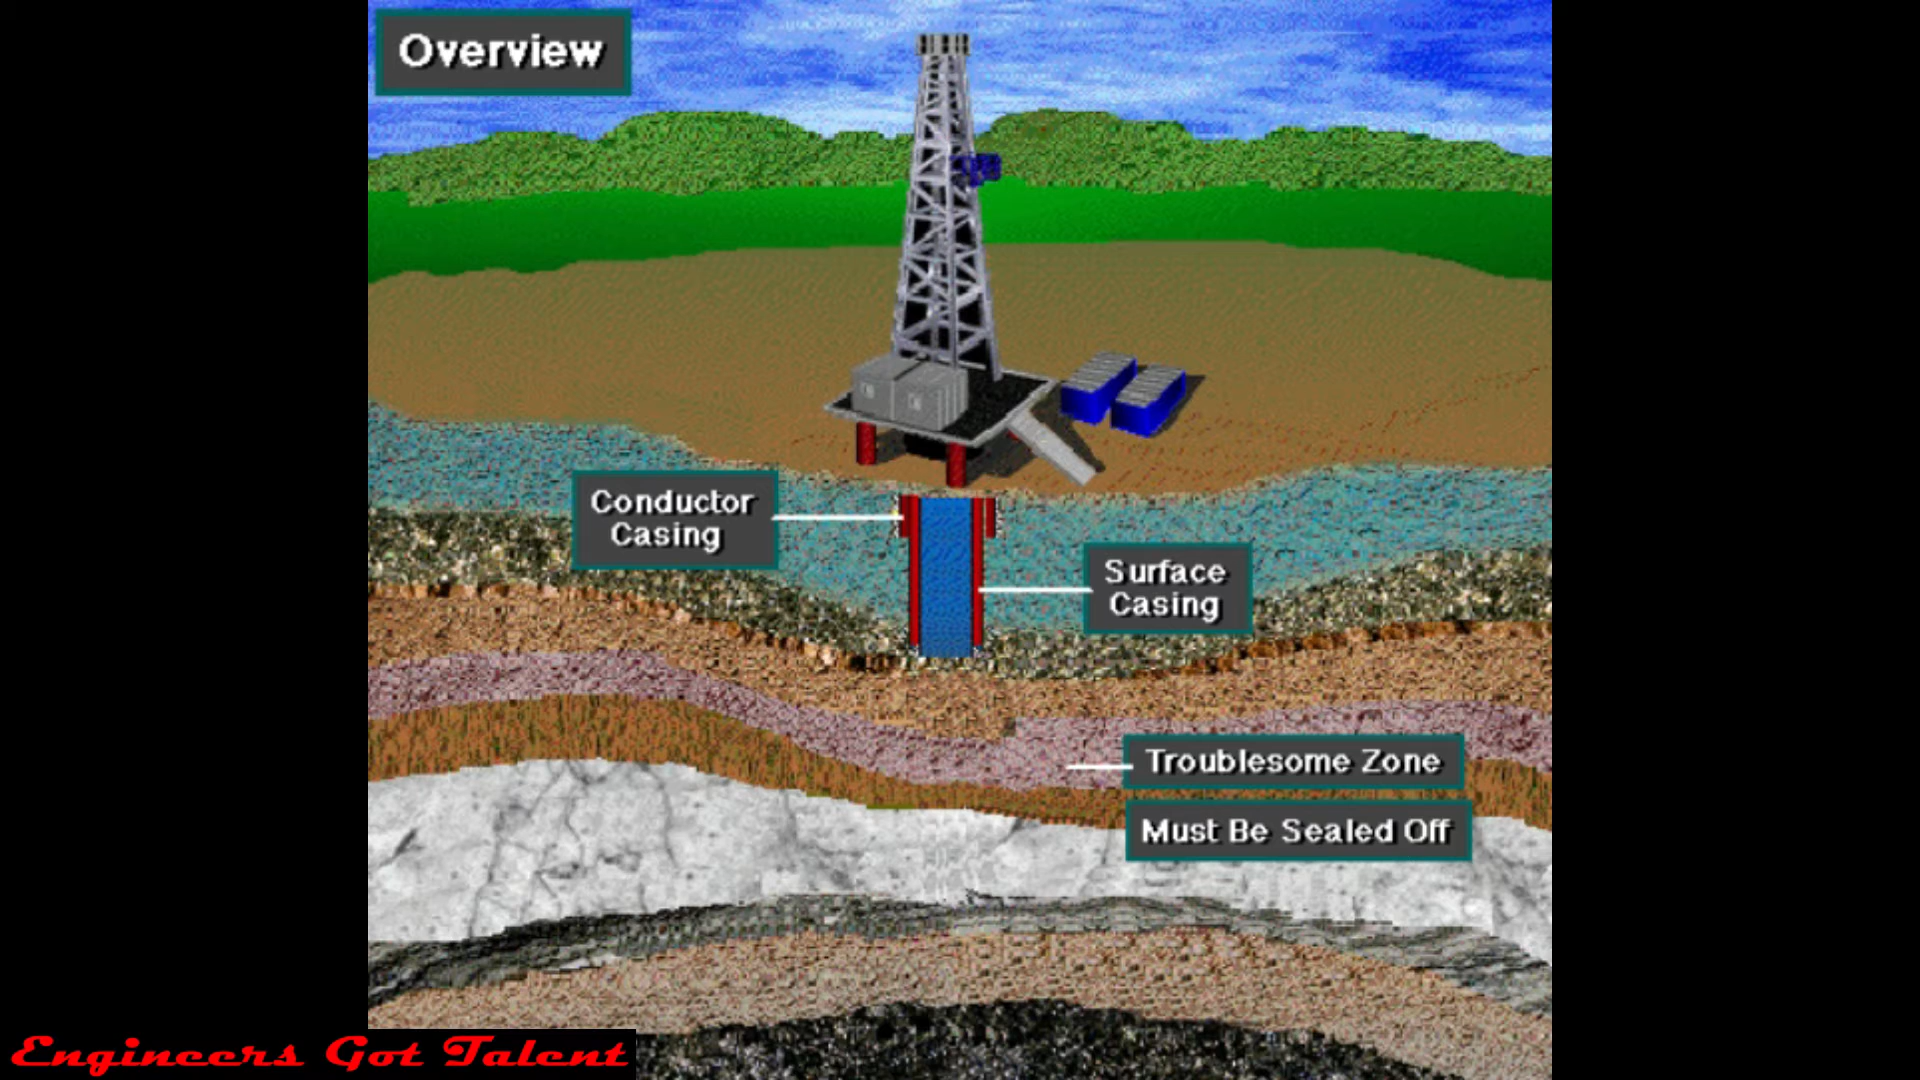 Overview
Conductor
Casing
Surface
Casing
Troublesome Zone
Must Be Sealed Off
Engineers Got Talent